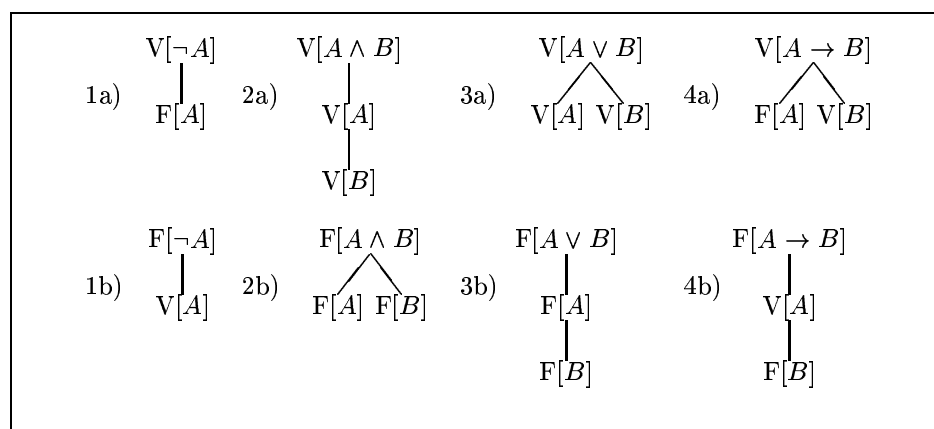 V[¬A] V[A ∧ B] V[A ∨ B] V[A → B]
1a) 2a) 3a) 4a)
F[A] V[A] V[A] V[B] F[A] V[B]
V[B]
F[¬A] F[A ∧ B] F[A ∨ B] F[A → B]
1b) 2b) 3b) 4b)
V[A] F[A] F[B] F[A] V[A]
F[B] F[B]